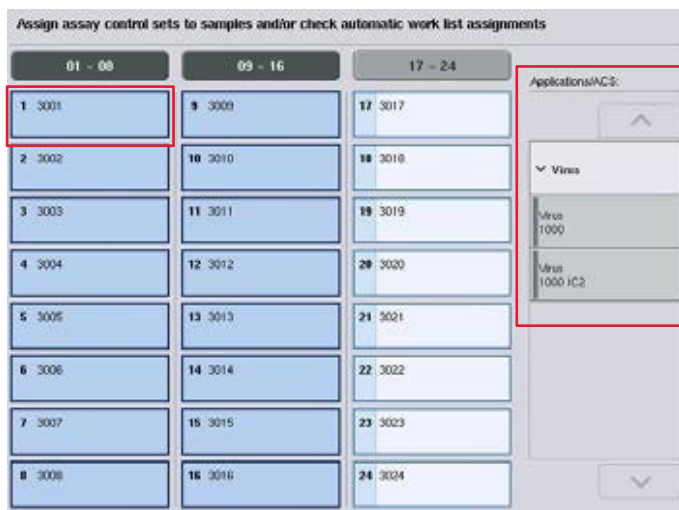 Assign assay control sets to samples and/or check automatic work list assignments
01 - 08
09 - 16
17 - 24
Applications/ACS:
1 3001
9 3009
17 3017
2 3002
10 3010
18 3018
Virus
3 3003
11 3011
19 3019
Virus
1000
4 3004
12 3012
20 3020
Virus
1000 IC2
5 3005
13 3013
21 3021
6 3006
14 3014
22 3022
7 3007
15 3015
23 3023
8 3008
16 3016
24 3024